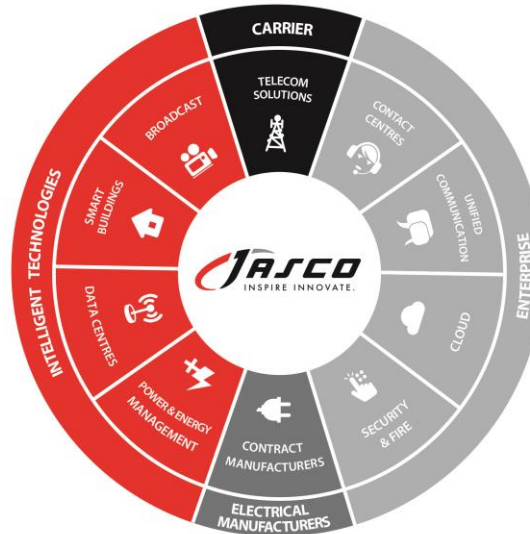 CARRIER
TELECOM
SOLUTIONS
CONTACT
CENTRES
UNIFIED
COMMUNICATION
CLOUD
SECURITY
& FIRE
ENTERPRISE
CONTRACT
MANUFACTURERS
ELECTRICAL
MANUFACTURERS
POWER & ENERGY
MANAGEMENT
DATA CENTRES
SMART
BUILDINGS
BROADCAST
INTELLIGENT TECHNOLOGIES
JASCO
INSPIRE INNOVATE.